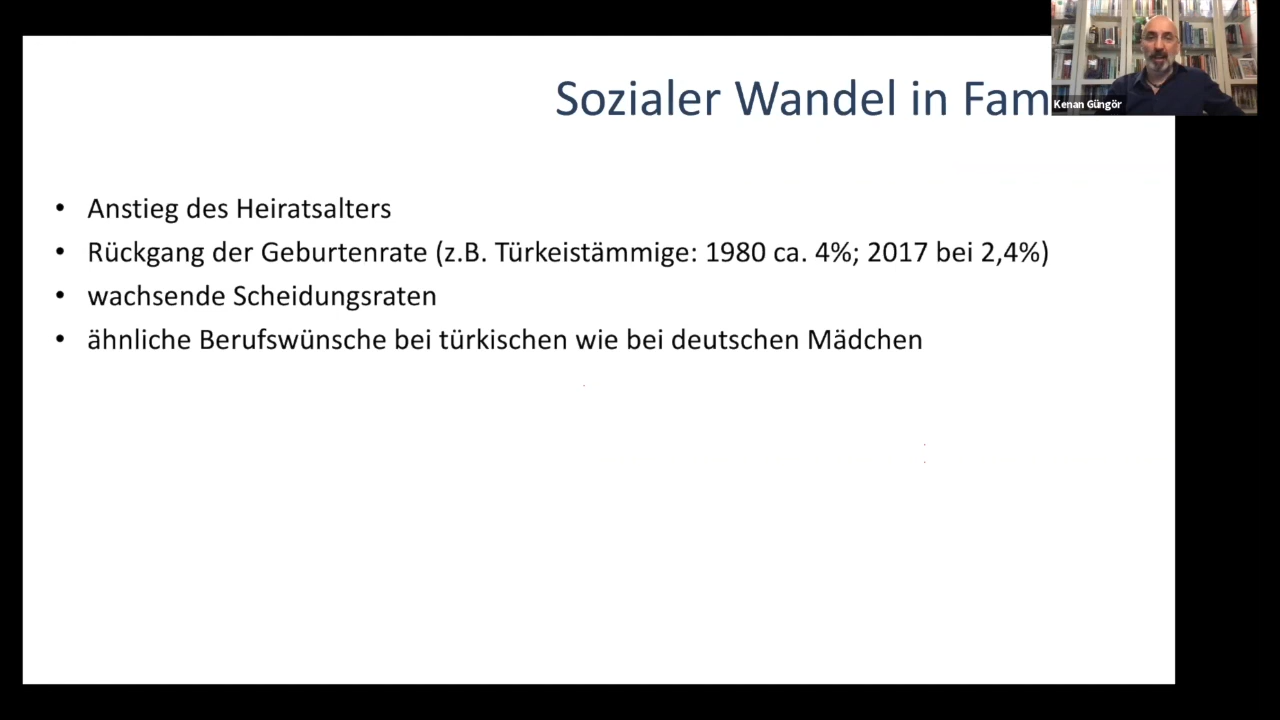 Sozialer Wandel in Fam
Kenan Güngör
• Anstieg des Heiratsalters
• Rückgang der Geburtenrate (z.B. Türkeistämmige: 1980 ca. 4%; 2017 bei 2,4%)
• wachsende Scheidungsraten
• ähnliche Berufswünsche bei türkischen wie bei deutschen Mädchen